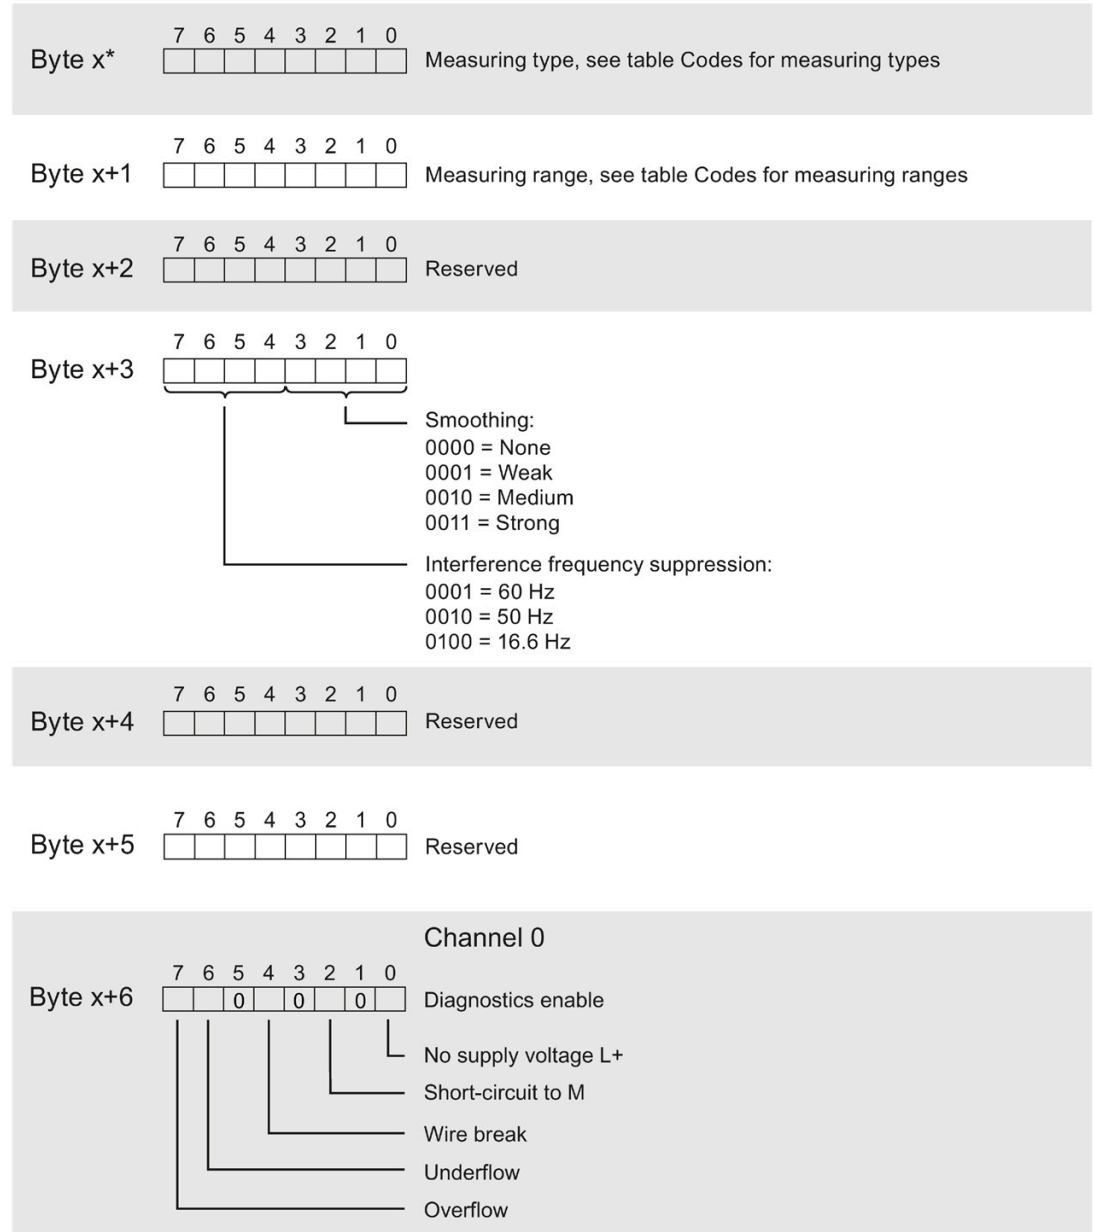 7 6 5 4 3 2 1 0
Byte x* Measuring type, see table Codes for measuring types
7 6 5 4 3 2 1 0
Byte x+1 Measuring range, see table Codes for measuring ranges
7 6 5 4 3 2 1 0
Byte x+2 Reserved
7 6 5 4 3 2 1 0
Byte x+3
Smoothing:
0000 = None
0001 = Weak
0010 = Medium
0011 = Strong
Interference frequency suppression:
0001 = 60 Hz
0010 = 50 Hz
0100 = 16.6 Hz
7 6 5 4 3 2 1 0
Byte x+4 Reserved
7 6 5 4 3 2 1 0
Byte x+5 Reserved
Channel 0
7 6 5 4 3 2 1 0
Byte x+6 0 0 0 Diagnostics enable
No supply voltage L+
Short-circuit to M
Wire break
Underflow
Overflow